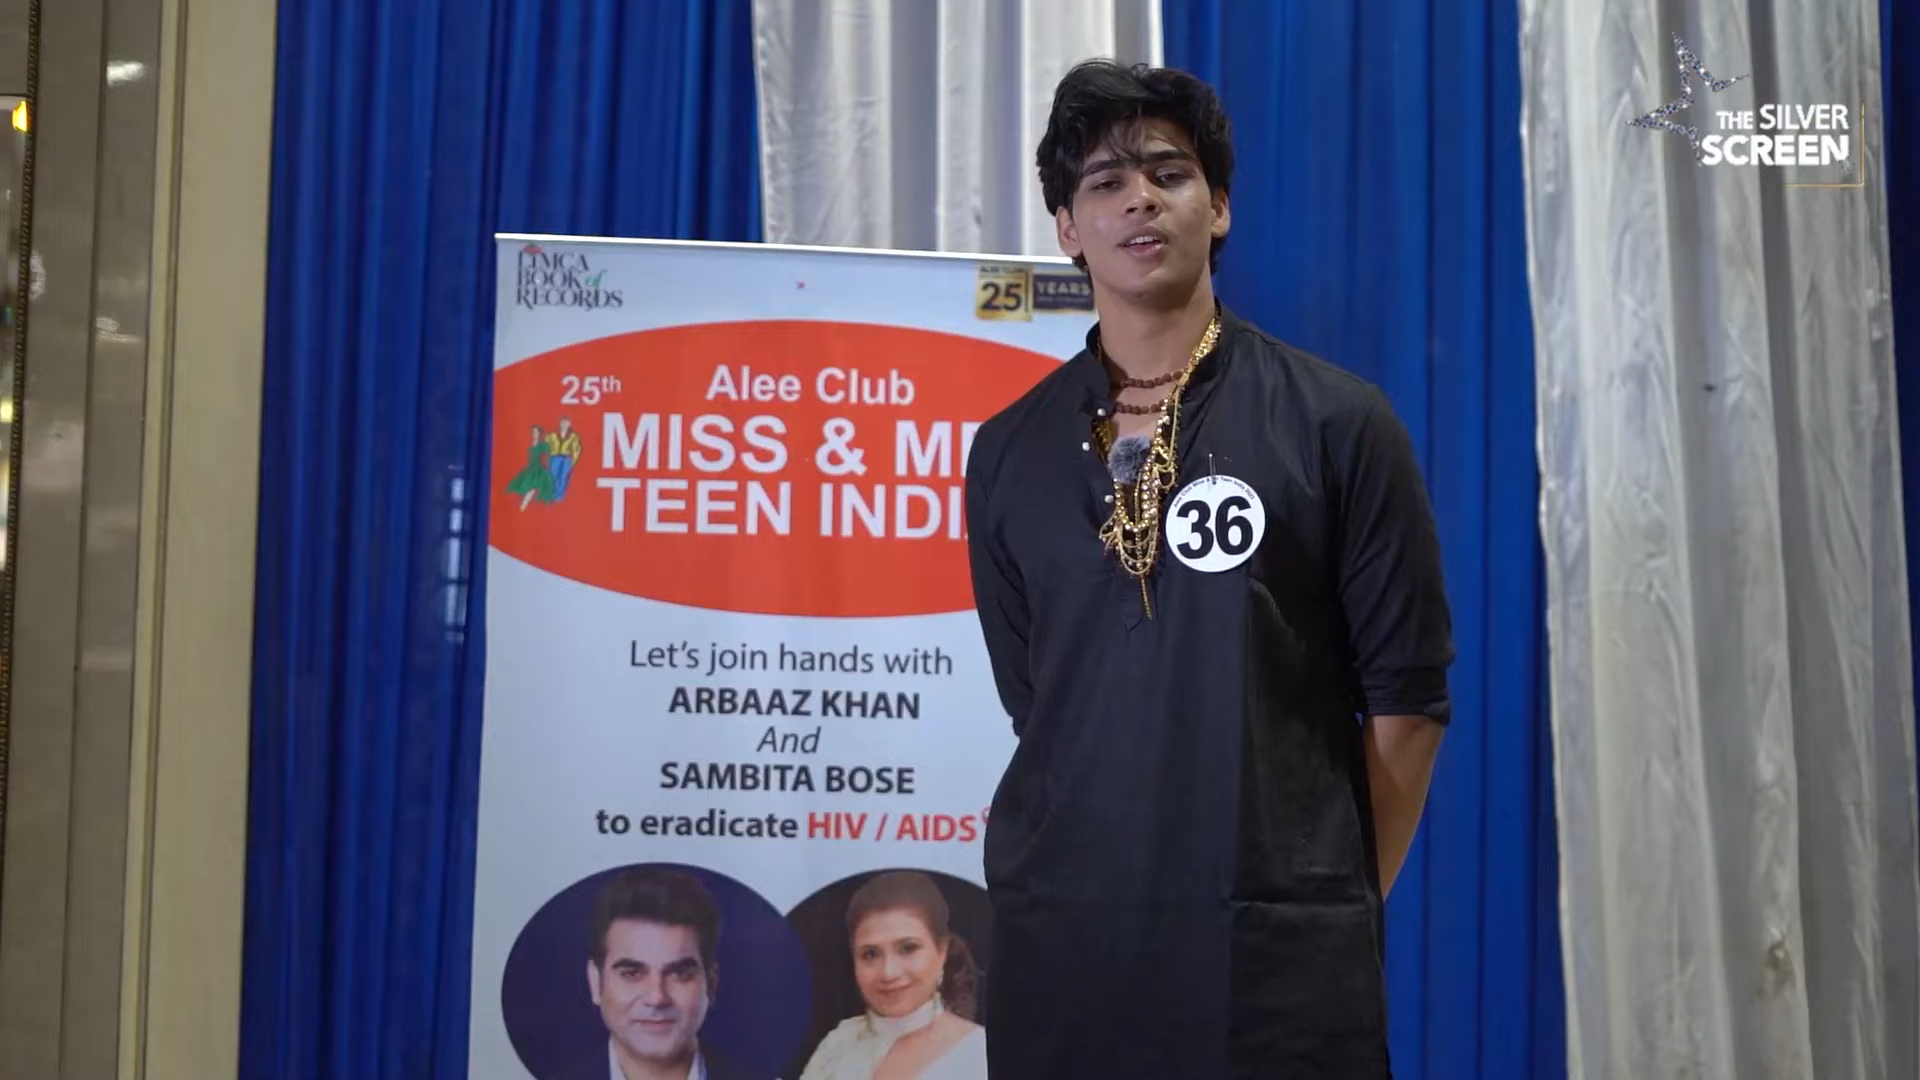 THE SILVER
SCREEN
LIMCA
BOOK of
RECORDS
25
YEARS
25th
Alee Club
MISS & M
TEEN INDI
36
Let's join hands with
ARBAAZ KHAN
And
SAMBITA BOSE
to eradicate HIV / AIDS